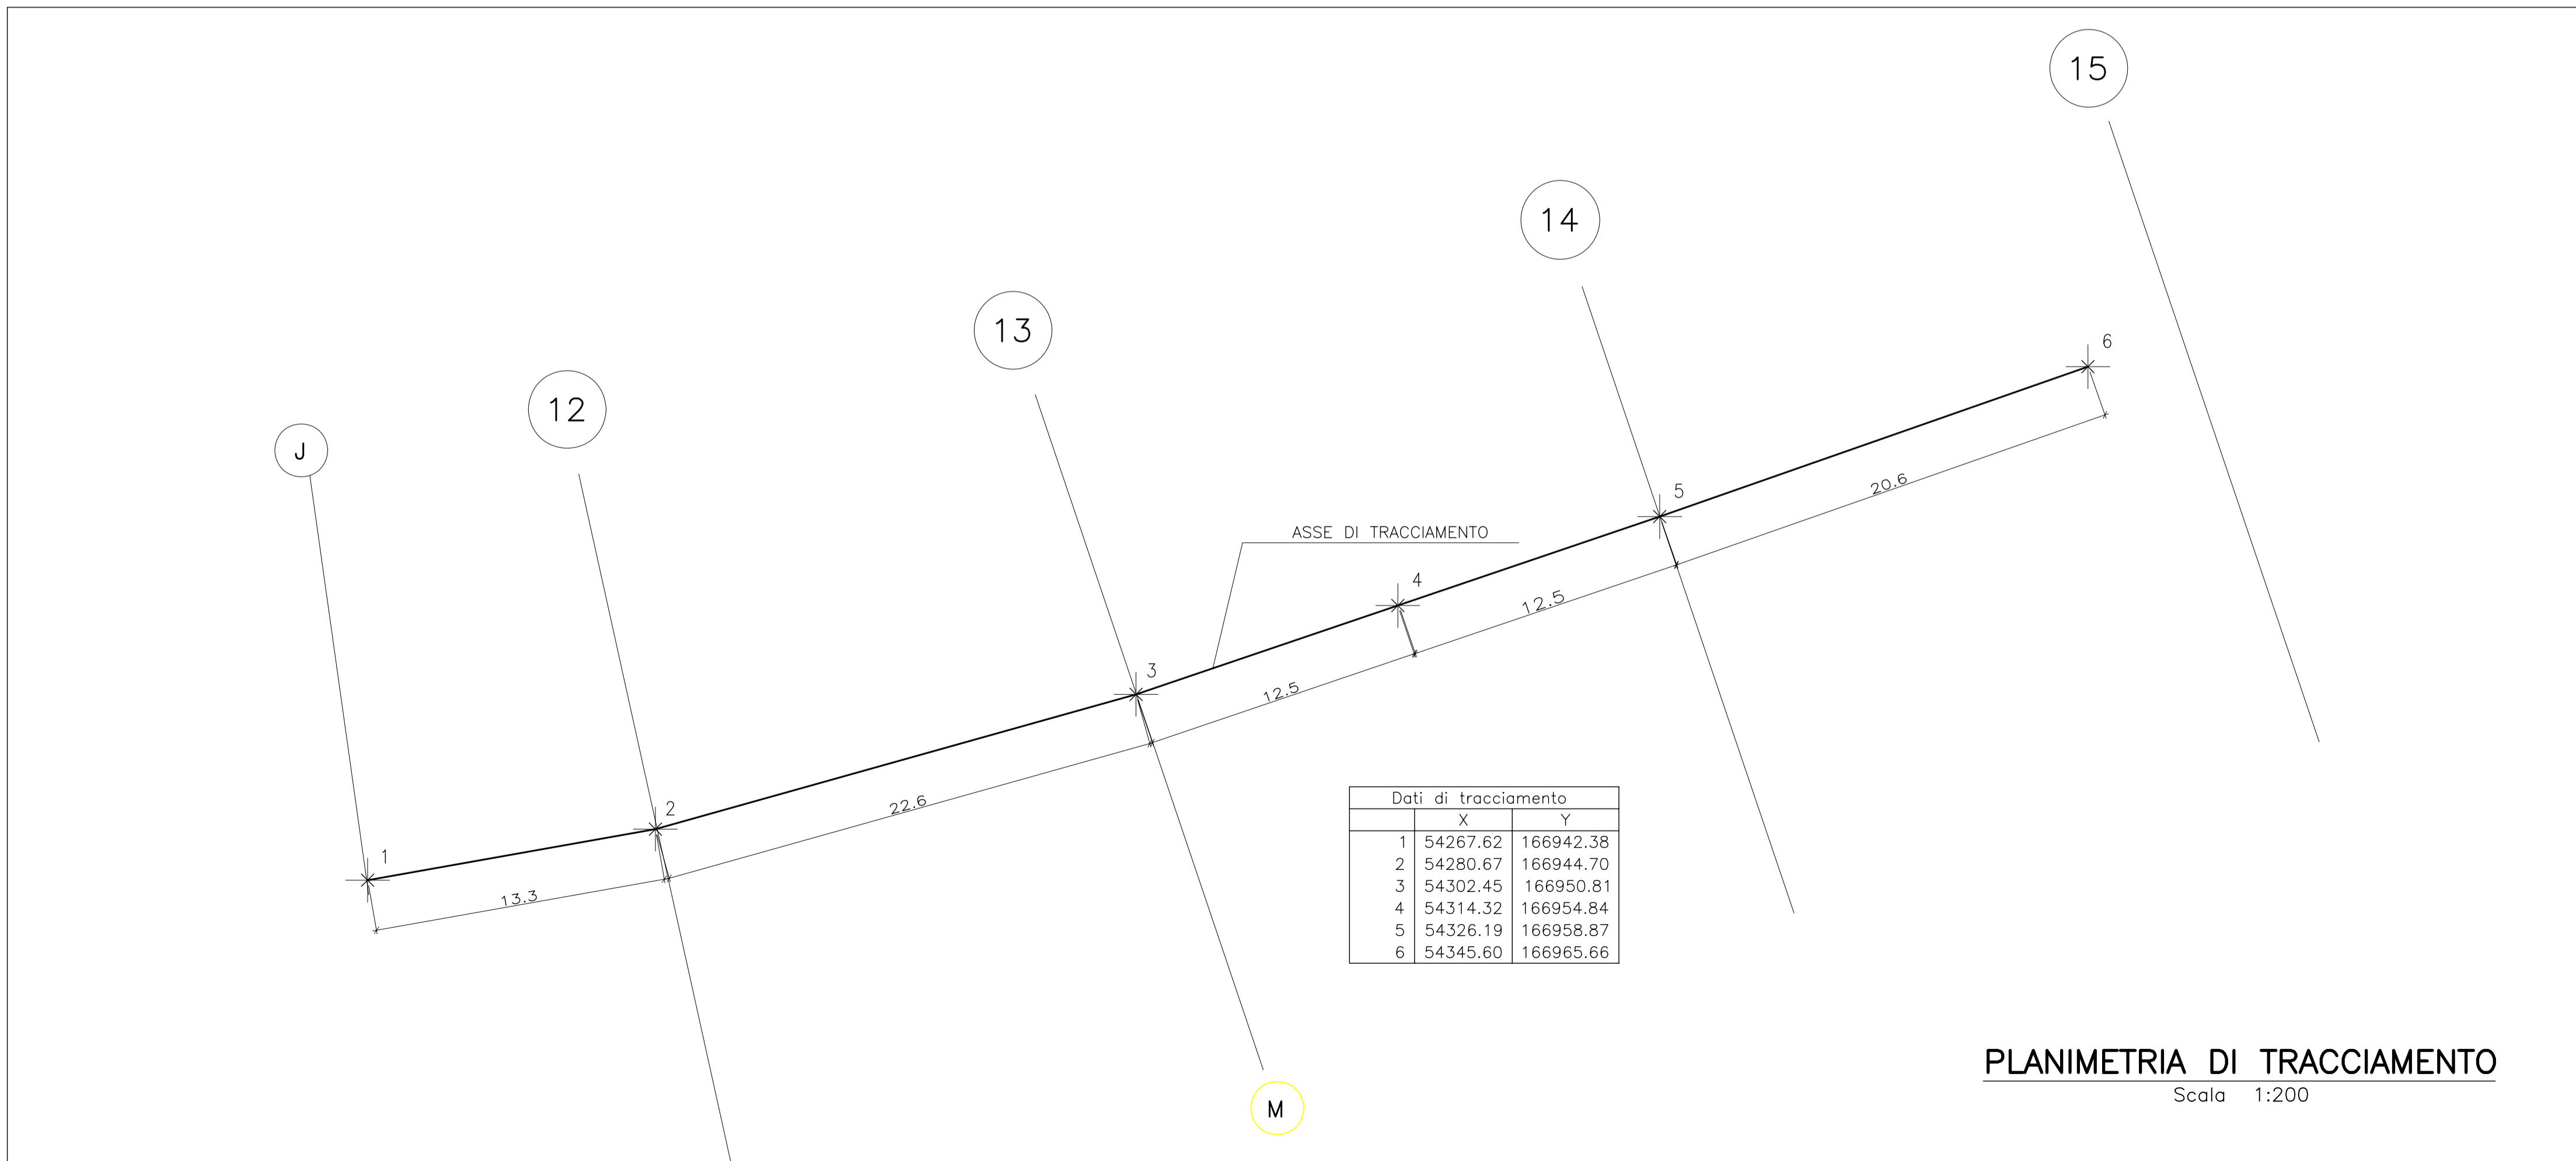 15
14
13
12
J
6
20.6
5
ASSE DI TRACCIAMENTO
4
12.5
3
12.5
2
22.6
1
13.3
Dati di tracciamento
X Y
1 54267.62 166942.38
2 54280.67 166944.70
3 54302.45 166950.81
4 54314.32 166954.84
5 54326.19 166958.87
6 54345.60 166965.66
PLANIMETRIA DI TRACCIAMENTO
Scala 1:200
M